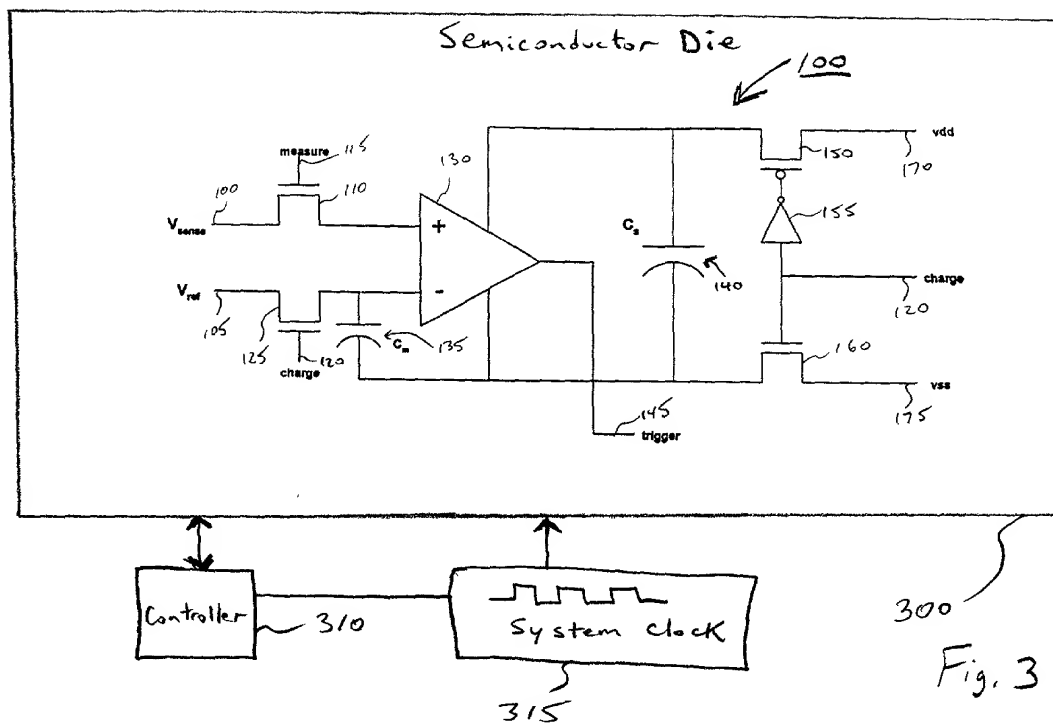 Semiconductor Die
100
measure 115
130
vdd
150
170
100
110
V_sense
+
155
C_s
140
charge
120
V_ref
-
105
125
120
C_m
135
charge
160
vss
175
145
trigger
Controller
310
System Clock
315
300
Fig. 3